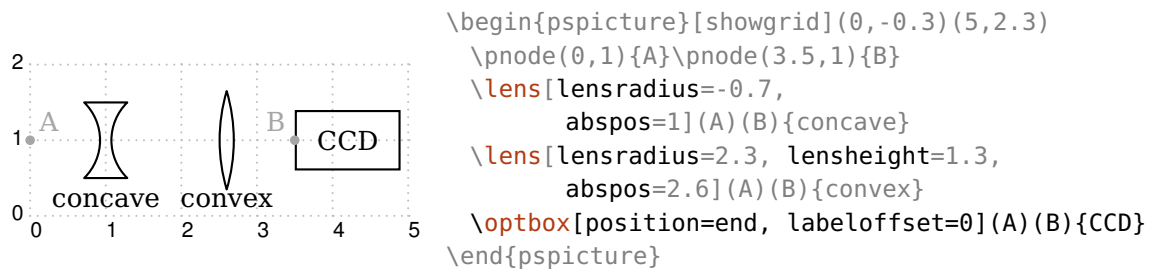 2
1
0
A
B
CCD
concave convex
0 1 2 3 4 5
\begin{pspicture}[showgrid](0,-0.3)(5,2.3)
\pnode(0,1){A}\pnode(3.5,1){B}
\lens[lensradius=-0.7,
abspos=1](A)(B){concave}
\lens[lensradius=2.3, lensheight=1.3,
abspos=2.6](A)(B){convex}
\optbox[position=end, labeloffset=0](A)(B){CCD}
\end{pspicture}